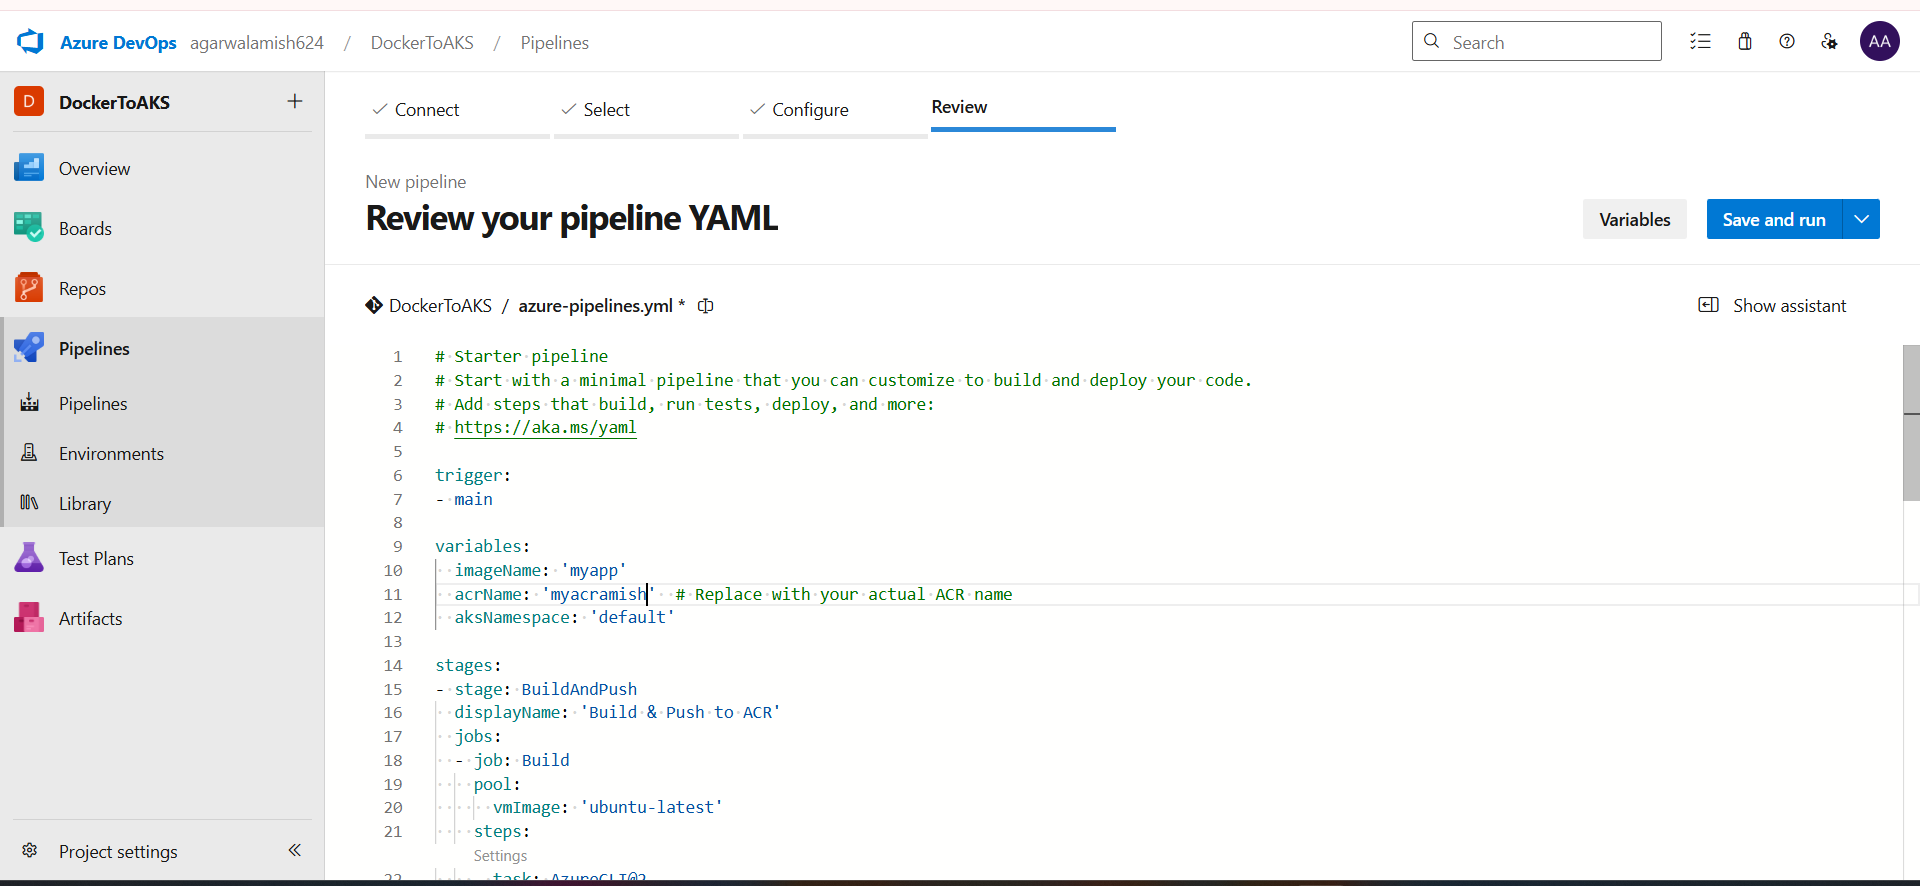 Azure DevOps agarwalamish624 / DockerToAKS / Pipelines
Search
AA
D DockerToAKS
Overview
Boards
Repos
Pipelines
Pipelines
Environments
Library
Test Plans
Artifacts
Project settings
Connect
Select
Configure
Review
New pipeline
Review your pipeline YAML
Variables
Save and run
DockerToAKS / azure-pipelines.yml *
Show assistant
1 # Starter pipeline
2 # Start with a minimal pipeline that you can customize to build and deploy your code.
3 # Add steps that build, run tests, deploy, and more:
4 # https://aka.ms/yaml
5
6 trigger:
7 - main
8
9 variables:
10   imageName: 'myapp'
11   acrName: 'myacramish'  # Replace with your actual ACR name
12   aksNamespace: 'default'
13
14 stages:
15 - stage: BuildAndPush
16   displayName: 'Build & Push to ACR'
17   jobs:
18   - job: Build
19     pool:
20       vmImage: 'ubuntu-latest'
21     steps:
Settings
22 task: AzureCLI@2